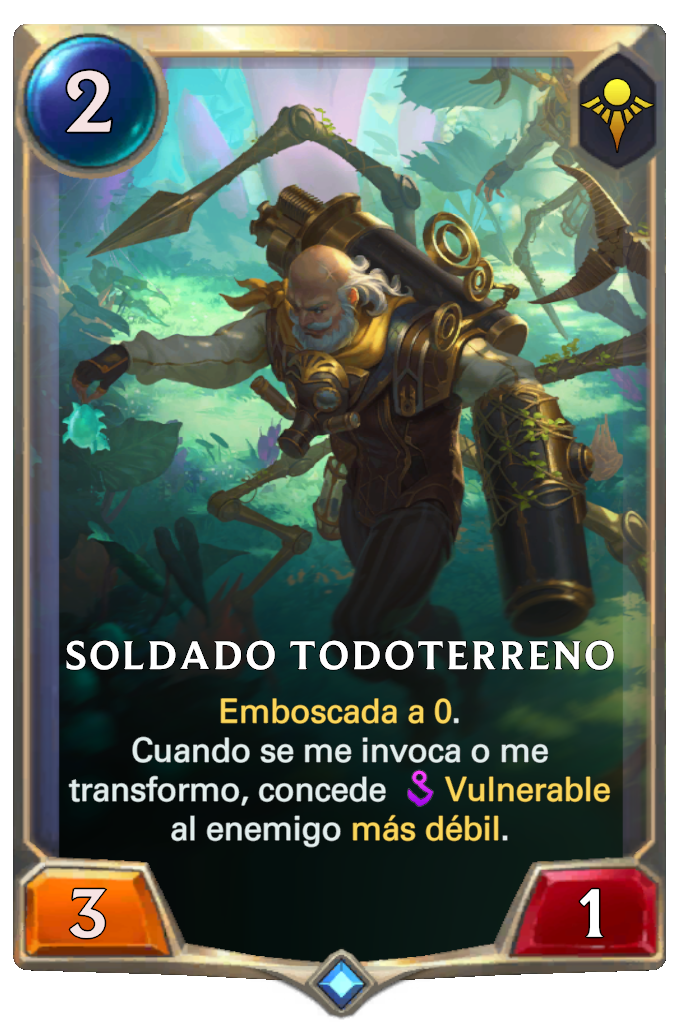 2
SOLDADO TODOTERRENO
Emboscada a 0.
Cuando se me invoca o me
transformo, concede Vulnerable
al enemigo más débil.
3
1